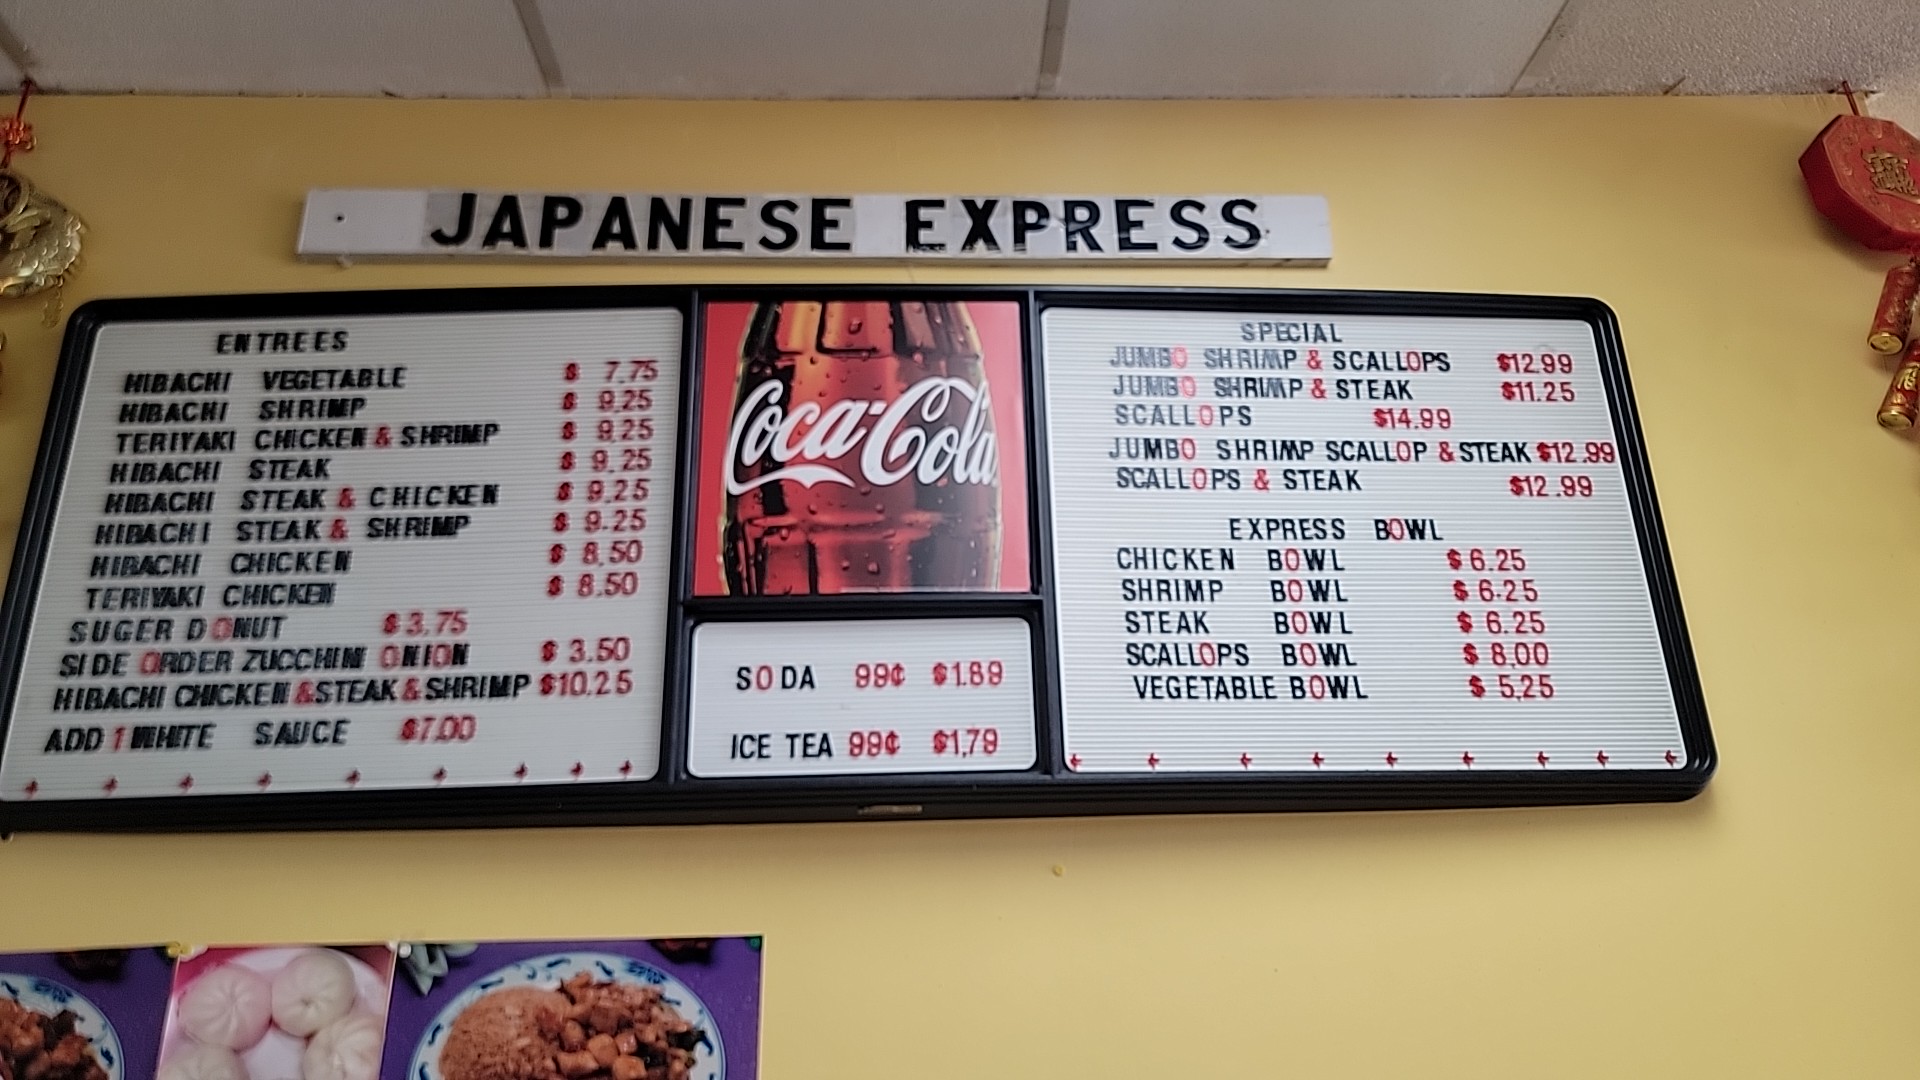 JAPANESE EXPRESS
ENTREES
HIBACHI VEGETABLE $ 7.75
HIBACHI SHRIMP $ 9.25
TERIYAKI CHICKEN & SHRIMP $ 9.25
HIBACHI STEAK $ 9.25
HIBACHI STEAK & CHICKEN $ 9.25
HIBACHI STEAK & SHRIMP $ 9.25
HIBACHI CHICKEN $ 8.50
TERIYAKI CHICKEN $ 8.50
SUGER DONUT $3.75
SIDE ORDER ZUCCHINI ONION $ 3.50
HIBACHI CHICKEN &STEAK & SHRIMP $10.25
ADD 1 WHITE SAUCE $7.00
Coca-Cola
SODA 99¢ $1.89
ICE TEA 99¢ $1.79
SPECIAL
JUMBO SHRIMP & SCALLOPS $12.99
JUMBO SHRIMP & STEAK $11.25
SCALLOPS $14.99
JUMBO SHRIMP SCALLOP & STEAK $12.99
SCALLOPS & STEAK $12.99
EXPRESS BOWL
CHICKEN BOWL $ 6.25
SHRIMP BOWL $ 6.25
STEAK BOWL $ 6.25
SCALLOPS BOWL $ 8.00
VEGETABLE BOWL $ 5.25